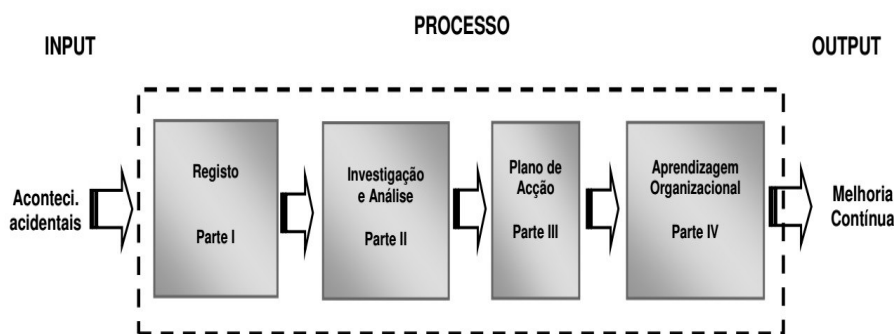 PROCESSO
INPUT
OUTPUT
Registo
Parte I
Investigação
e Análise
Parte II
Plano de
Acção
Parte III
Aprendizagem
Organizacional
Parte IV
Aconteci.
acidentais
Melhoria
Contínua